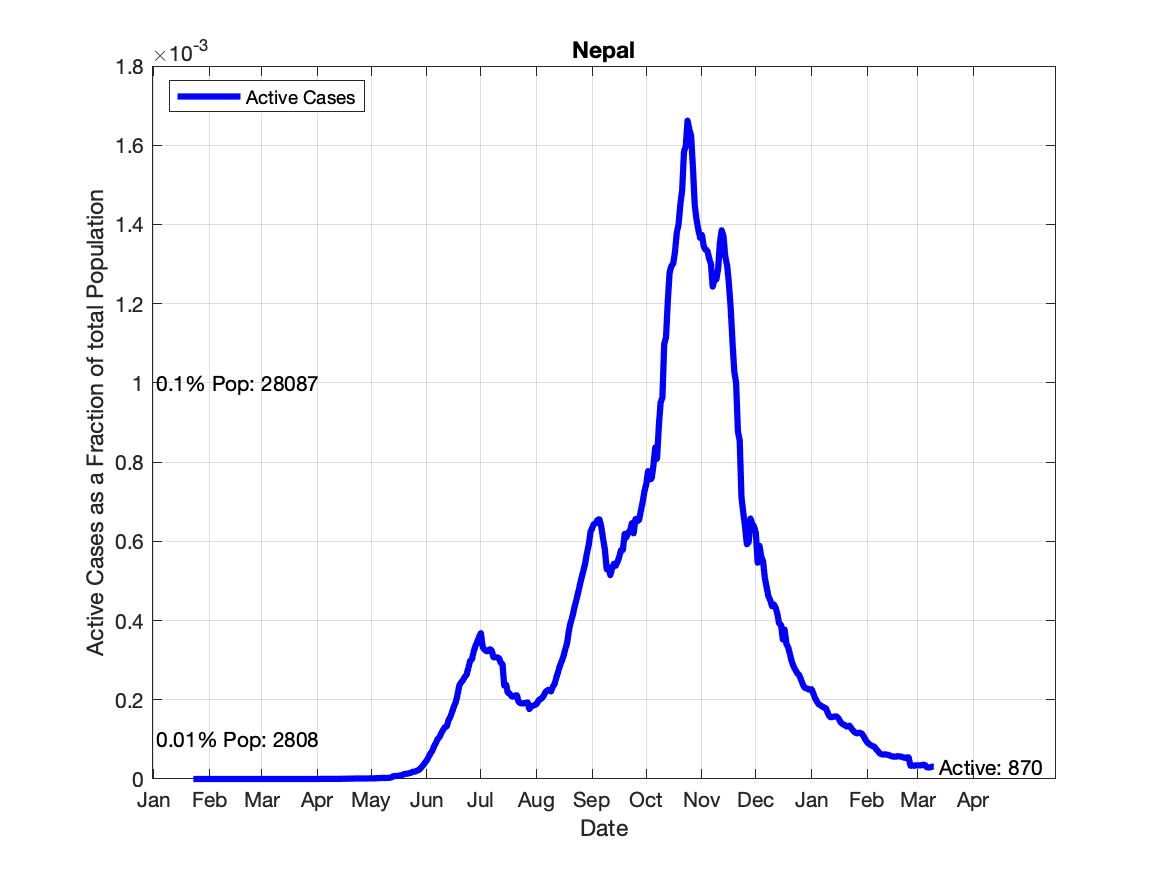 Nepal
×10-3
1.8
Active Cases
1.6
1.4
1.2
1
0.1% Pop: 28087
0.8
0.6
0.4
0.2
0.01% Pop: 2808
0
Active: 870
Jan Feb Mar Apr May Jun Jul Aug Sep Oct Nov Dec Jan Feb Mar Apr
Date
Active Cases as a Fraction of total Population